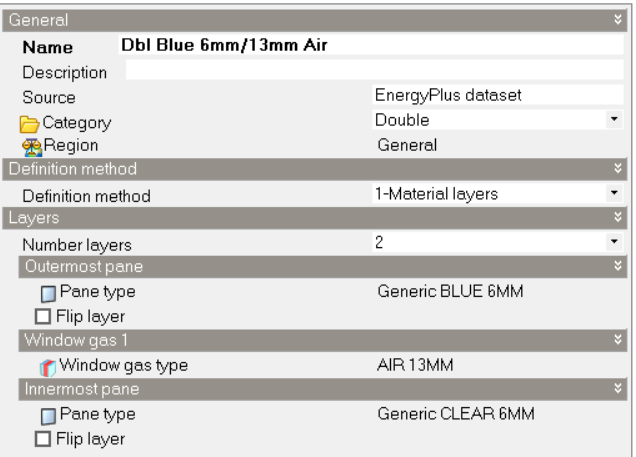 General
Name Dbl Blue 6mm/13mm Air
Description
Source EnergyPlus dataset
Category Double
Region General
Definition method
Definition method 1-Material layers
Layers
Number layers 2
Outermost pane
Pane type Generic BLUE 6MM
Flip layer
Window gas 1
Window gas type AIR 13MM
Innermost pane
Pane type Generic CLEAR 6MM
Flip layer